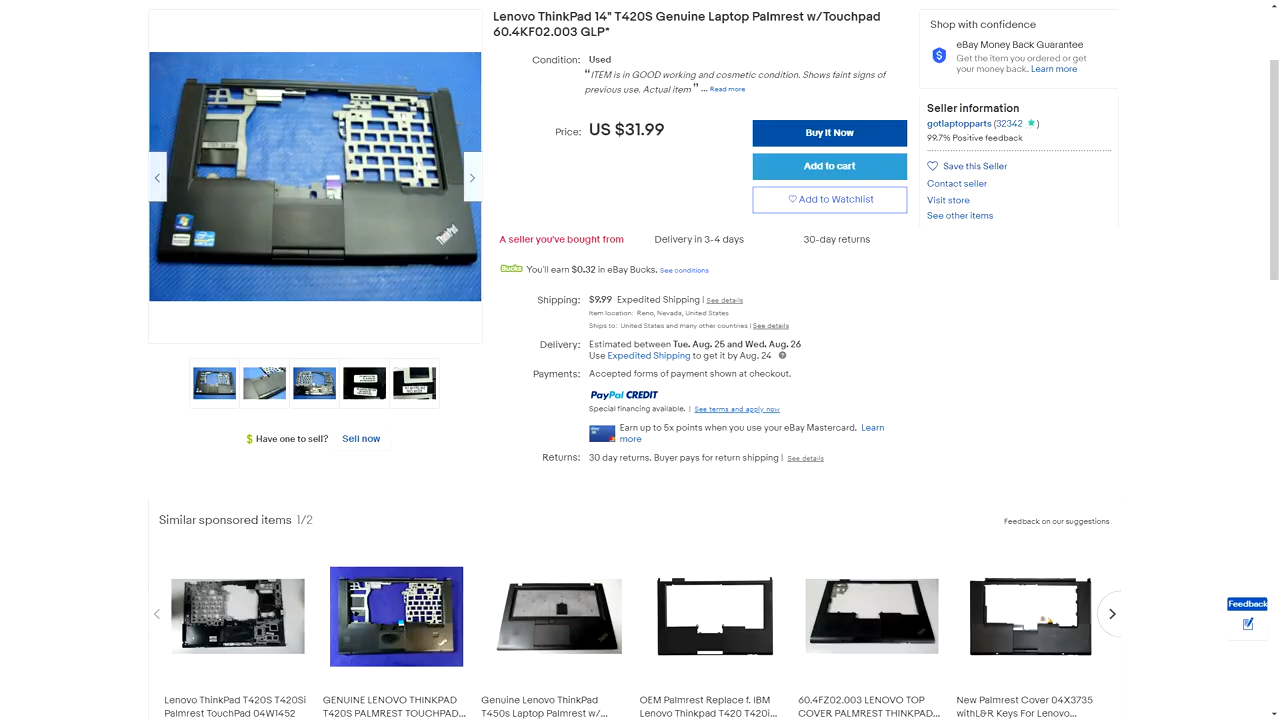 Lenovo ThinkPad 14" T420S Genuine Laptop Palmrest w/Touchpad
60.4KF02.003 GLP*
Condition: Used
“ITEM is in GOOD working and cosmetic condition. Shows faint signs of
previous use. Actual item” ... Read more
Price: US $31.99
Buy It Now
Add to cart
Add to Watchlist
A seller you've bought from Delivery in 3-4 days 30-day returns
Bucks You'll earn $0.32 in eBay Bucks. See conditions
Shipping: $9.99 Expedited Shipping | See details
Item location: Reno, Nevada, United States
Ships to: United States and many other countries | See details
Delivery: Estimated between Tue. Aug. 25 and Wed. Aug. 26
Use Expedited Shipping to get it by Aug. 24
Payments: Accepted forms of payment shown at checkout.
PayPal CREDIT
Special financing available. | See terms and apply now
Earn up to 5x points when you use your eBay Mastercard. Learn
more
Returns: 30 day returns. Buyer pays for return shipping | See details
Shop with confidence
eBay Money Back Guarantee
Get the item you ordered or get
your money back. Learn more
Seller information
gotlaptopparts (32342 )
99.7% Positive feedback
Save this Seller
Contact seller
Visit store
See other items
ThinkPad
$ Have one to sell? Sell now
Similar sponsored items 1/2
Feedback on our suggestions
Feedback
Lenovo ThinkPad T420S T420Si
Palmrest TouchPad 04W1452
GENUINE LENOVO THINKPAD
T420S PALMREST TOUCHPAD...
Genuine Lenovo ThinkPad
T450s Laptop Palmrest w/...
OEM Palmrest Replace f. IBM
Lenovo Thinkpad T420 T420i...
60.4FZ02.003 LENOVO TOP
COVER PALMREST THINKPAD...
New Palmrest Cover 04X3735
withL&R Keys For Lenovo...